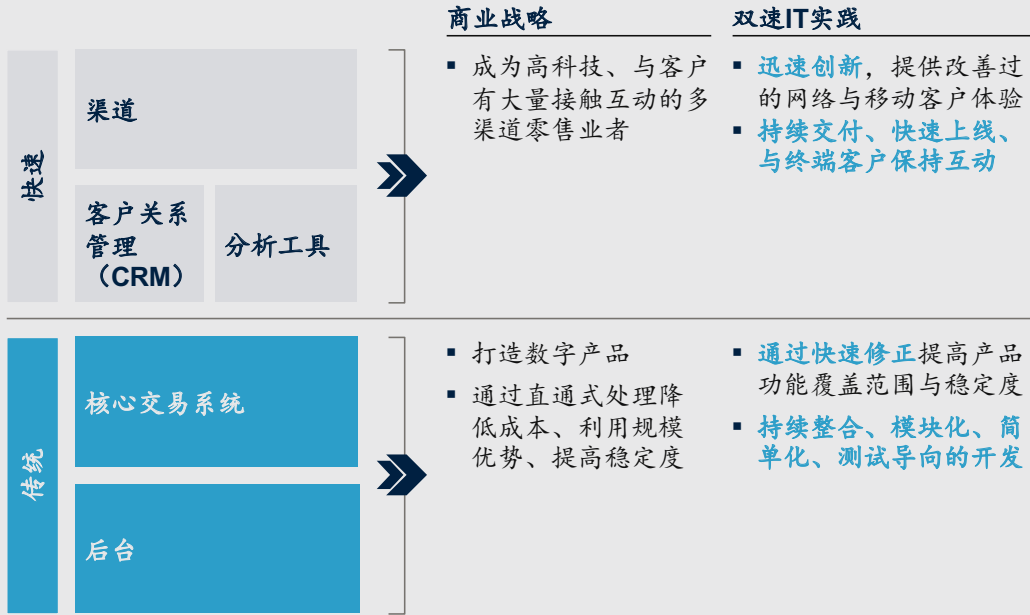 商业战略
双速IT实践
快速
渠道
客户关系
管理
（CRM）
分析工具
▪ 成为高科技、与客户
有大量接触互动的多
渠道零售业者
▪ 迅速创新，提供改善过
的网络与移动客户体验
▪ 持续交付、快速上线、
与终端客户保持互动
传统
核心交易系统
后台
▪ 打造数字产品
▪ 通过直通式处理降
低成本、利用规模
优势、提高稳定度
▪ 通过快速修正提高产品
功能覆盖范围与稳定度
▪ 持续整合、模块化、简
单化、测试导向的开发